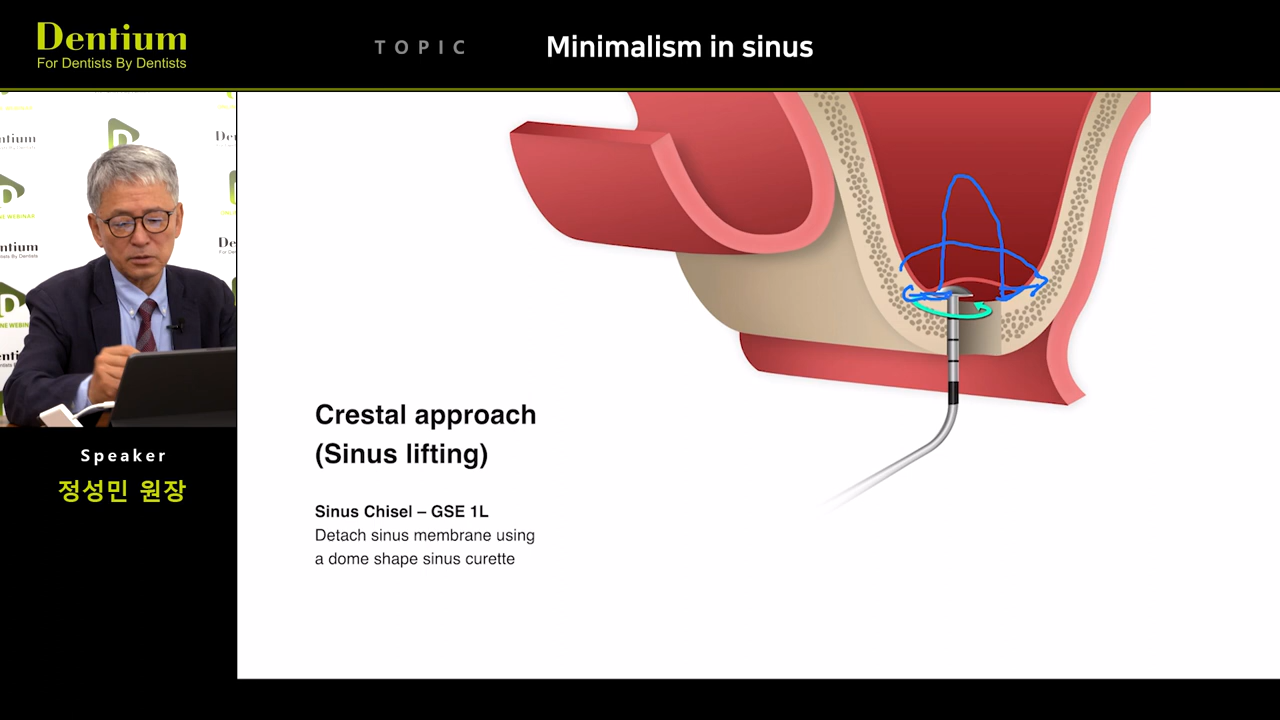 Dentium
For Dentists By Dentists
TOPIC
Minimalism in sinus
Speaker
정성민 원장
Crestal approach
(Sinus lifting)
Sinus Chisel – GSE 1L
Detach sinus membrane using
a dome shape sinus curette